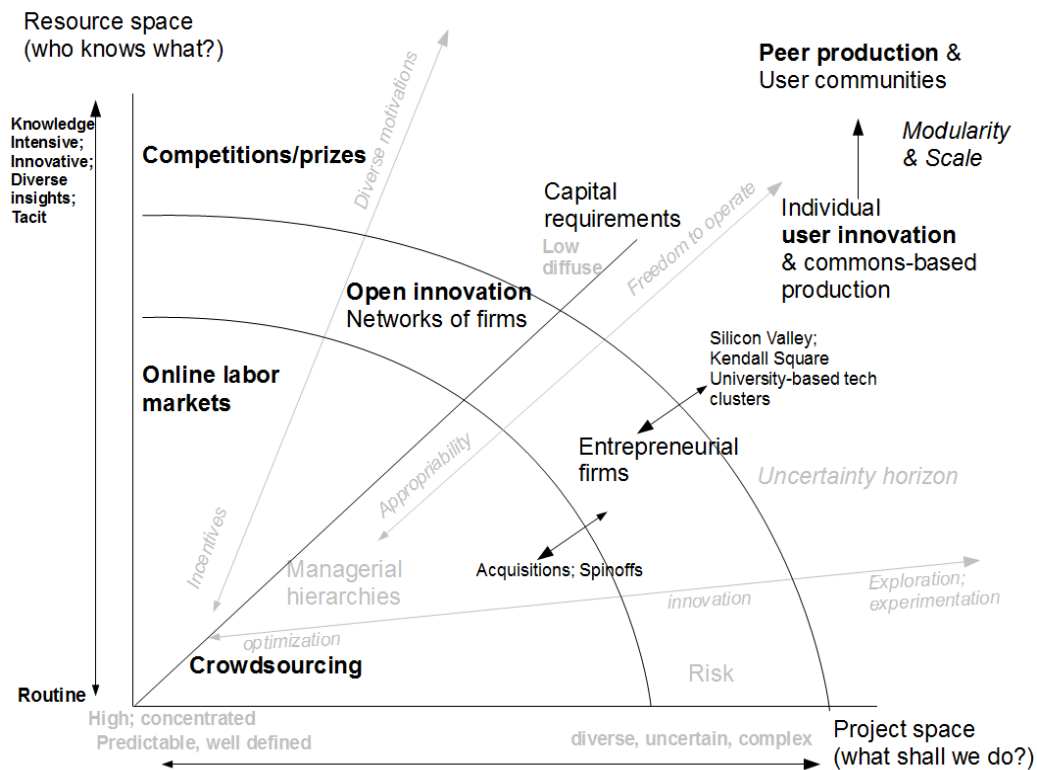 Resource space
(who knows what?)
Peer production &
User communities
Knowledge
Intensive;
Innovative;
Diverse
insights;
Tacit
Competitions/prizes
Diverse motivations
Modularity
& Scale
Capital
requirements
Low
diffuse
Freedom to operate
Individual
user innovation
& commons-based
production
Open innovation
Networks of firms
Silicon Valley;
Kendall Square
University-based tech
clusters
Online labor
markets
Entrepreneurial
firms
Appropriability
Uncertainty horizon
Incentives
Managerial
hierarchies
Acquisitions; Spinoffs
Exploration;
experimentation
innovation
optimization
Crowdsourcing
Risk
Routine
High; concentrated
Predictable, well defined
diverse, uncertain, complex
Project space
(what shall we do?)